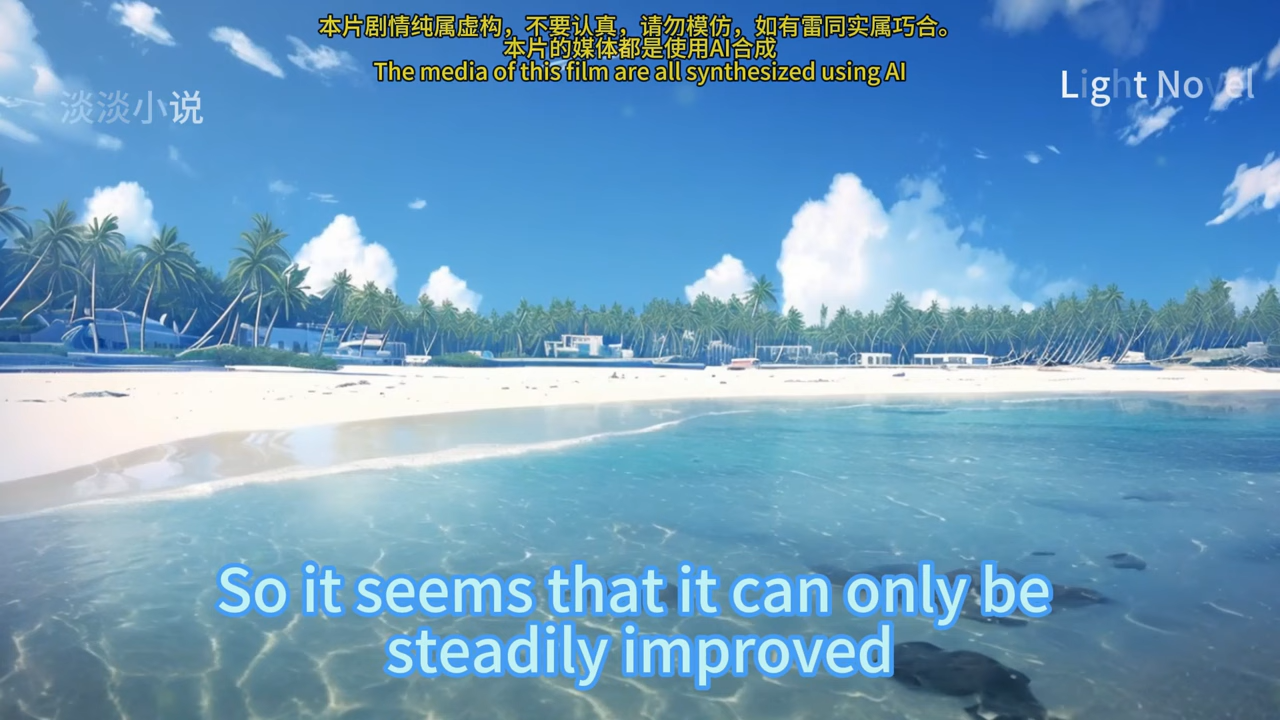 本片剧情纯属虚构，不要认真，请勿模仿，如有雷同实属巧合。
本片的媒体都是使用AI合成
The media of this film are all synthesized using AI
淡淡小说
Light Novel
So it seems that it can only be
steadily improved